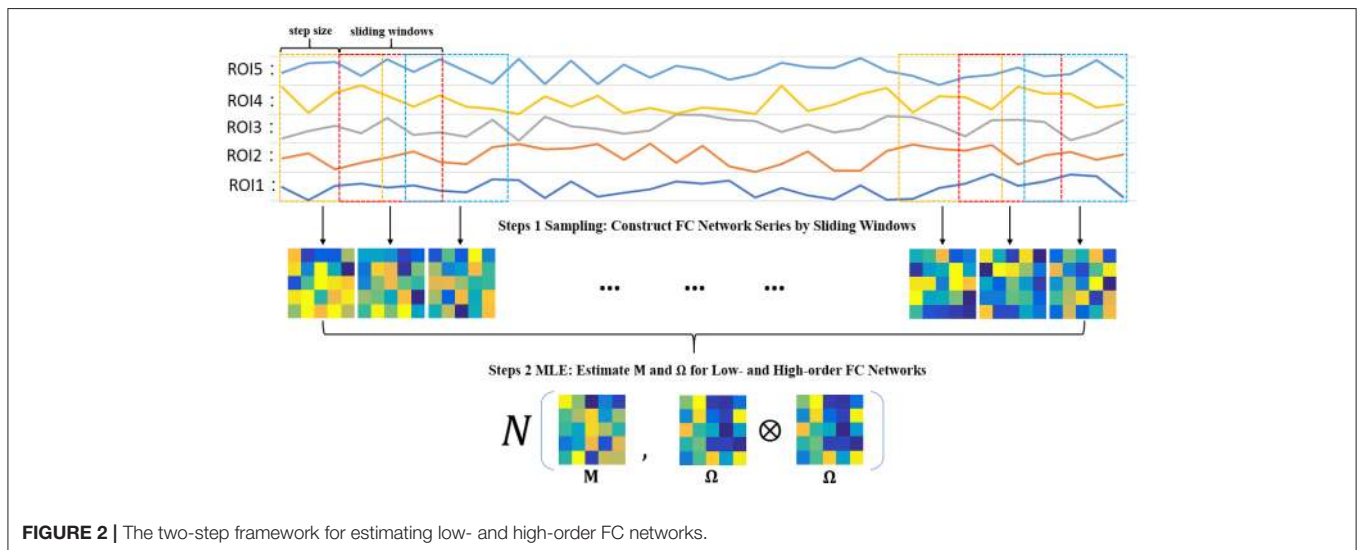 step size sliding windows
ROI5 :
ROI4 :
ROI3 :
ROI2 :
ROI1 :
Steps 1 Sampling: Construct FC Network Series by Sliding Windows
... ... ...
Steps 2 MLE: Estimate M and Ω for Low- and High-order FC Networks
N ( , ⊗ )
M Ω Ω
FIGURE 2 | The two-step framework for estimating low- and high-order FC networks.